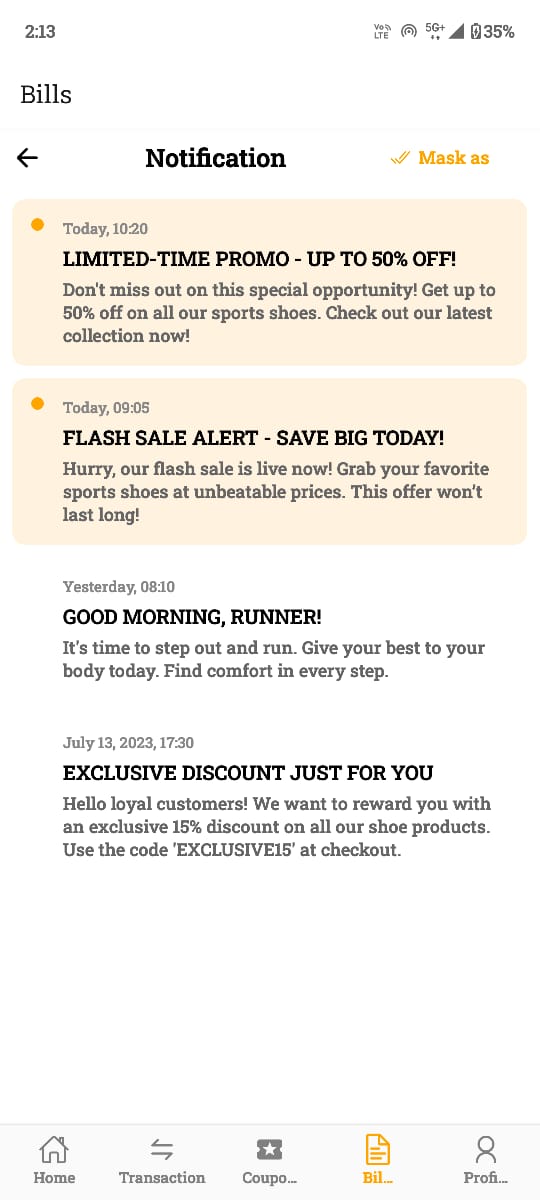 2:13
Vo
LTE
5G+
35%
Bills
Notification
Mask as
Today, 10:20
LIMITED-TIME PROMO - UP TO 50% OFF!
Don't miss out on this special opportunity! Get up to
50% off on all our sports shoes. Check out our latest
collection now!
Today, 09:05
FLASH SALE ALERT - SAVE BIG TODAY!
Hurry, our flash sale is live now! Grab your favorite
sports shoes at unbeatable prices. This offer won’t
last long!
Yesterday, 08:10
GOOD MORNING, RUNNER!
It’s time to step out and run. Give your best to your
body today. Find comfort in every step.
July 13, 2023, 17:30
EXCLUSIVE DISCOUNT JUST FOR YOU
Hello loyal customers! We want to reward you with
an exclusive 15% discount on all our shoe products.
Use the code 'EXCLUSIVE15' at checkout.
Home
Transaction
Coupo...
Bil...
Profi...